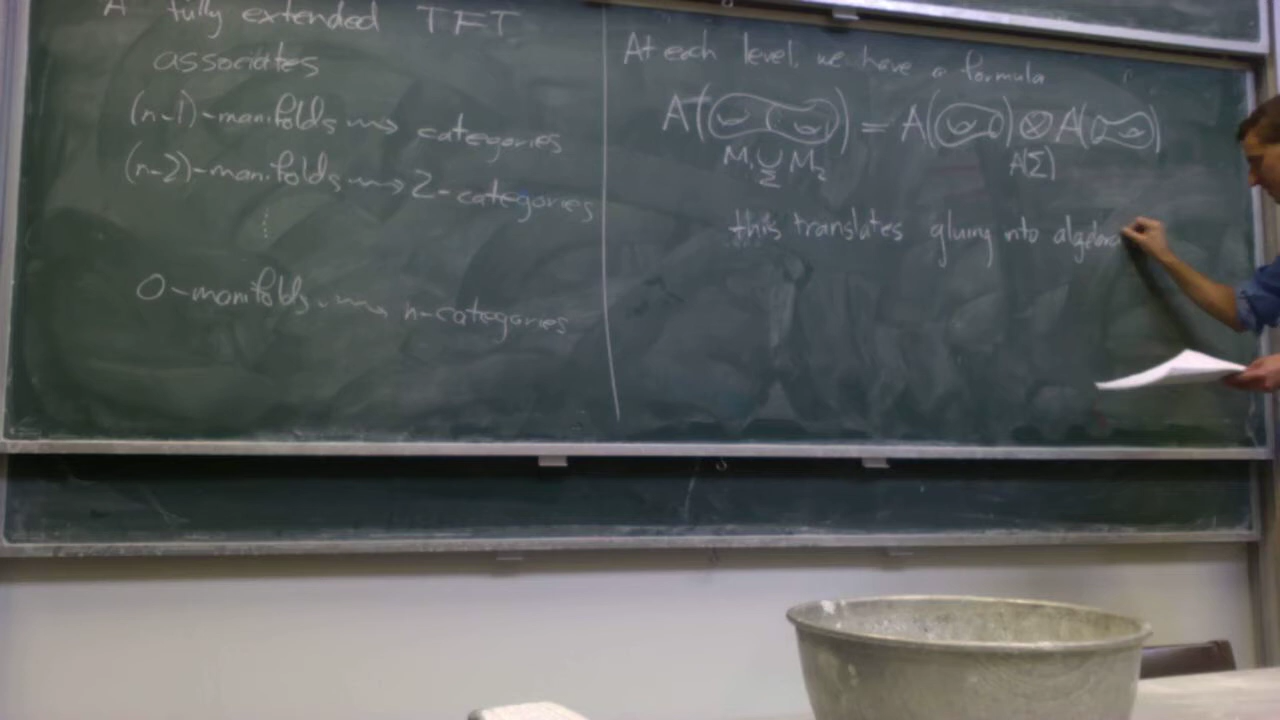 A fully extended TFT
associates
(n-1)-manifolds ⇝ categories
(n-2)-manifolds ⇝ 2-categories
⋮
0-manifolds ⇝ n-categories
At each level, we have a formula
A( ) = A( ) ⊗ A( )
M₁ ∪ M₂ A(Σ)
Σ
this translates gluing into algebra